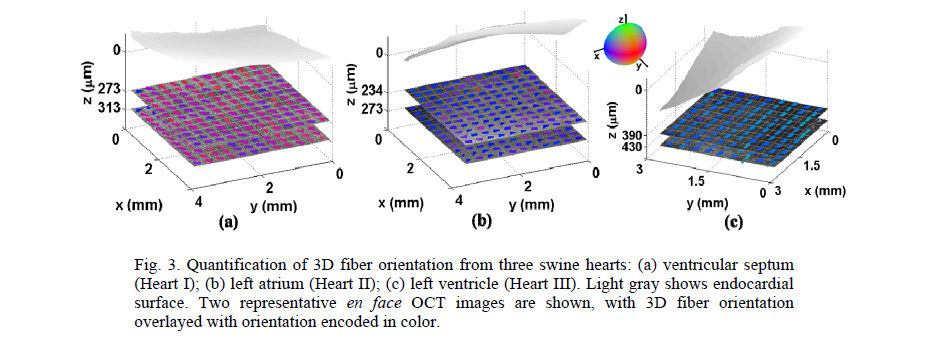 0
273
313
z (µm)
0
2
4
x (mm)
2
0
y (mm)
(a)
0
234
273
z (µm)
0
2
4
x (mm)
2
0
y (mm)
(b)
z
x
y
0
390
430
z (µm)
3
1.5
0
y (mm)
3
1.5
0
x (mm)
(c)
Fig. 3. Quantification of 3D fiber orientation from three swine hearts: (a) ventricular septum
(Heart I); (b) left atrium (Heart II); (c) left ventricle (Heart III). Light gray shows endocardial
surface. Two representative en face OCT images are shown, with 3D fiber orientation
overlayed with orientation encoded in color.